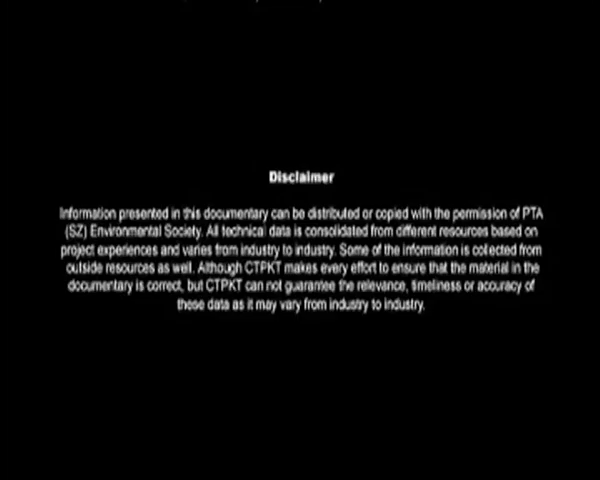 Disclaimer
Information presented in this documentary can be distributed or copied with the permission of PTA
(SZ) Environmental Society. All technical data is consolidated from different resources based on
project experiences and varies from industry to industry. Some of the information is collected from
outside resources as well. Although CTPKT makes every effort to ensure that the material in the
documentary is correct, but CTPKT can not guarantee the relevance, timeliness or accuracy of
these data as it may vary from industry to industry.